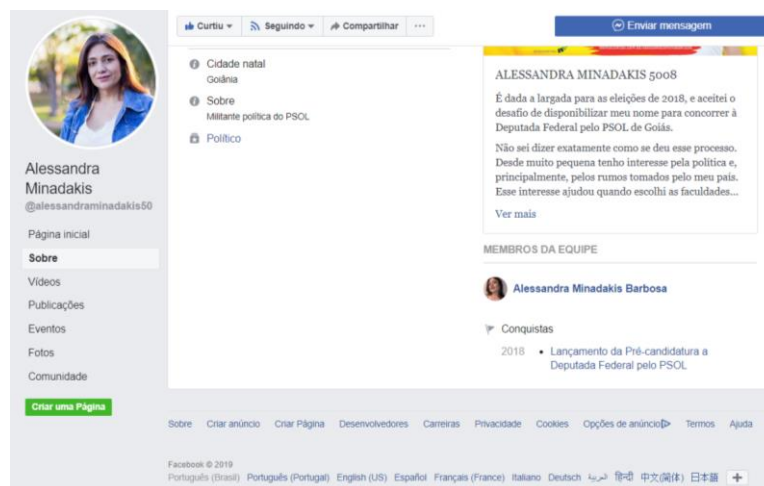 Curtiu
Seguindo
Compartilhar
...
Enviar mensagem
Alessandra
Minadakis
@alessandraminadakis50
Página inicial
Sobre
Vídeos
Publicações
Eventos
Fotos
Comunidade
Criar uma Página
Cidade natal
Goiânia
Sobre
Militante política do PSOL
Político
ALESSANDRA MINADAKIS 5008
É dada a largada para as eleições de 2018, e aceitei o
desafio de disponibilizar meu nome para concorrer à
Deputada Federal pelo PSOL de Goiás.
Não sei dizer exatamente como se deu esse processo.
Desde muito pequena tenho interesse pela política e,
principalmente, pelos rumos tomados pelo meu país.
Esse interesse ajudou quando escolhi as faculdades...
Ver mais
MEMBROS DA EQUIPE
Alessandra Minadakis Barbosa
Conquistas
2018 • Lançamento da Pré-candidatura a
Deputada Federal pelo PSOL
Sobre Criar anúncio Criar Página Desenvolvedores Carreiras Privacidade Cookies Opções de anúncio Termos Ajuda
Facebook © 2019
Português (Brasil) Português (Portugal) English (US) Español Français (France) Italiano Deutsch العربية हिन्दी 中文(简体) 日本語 +